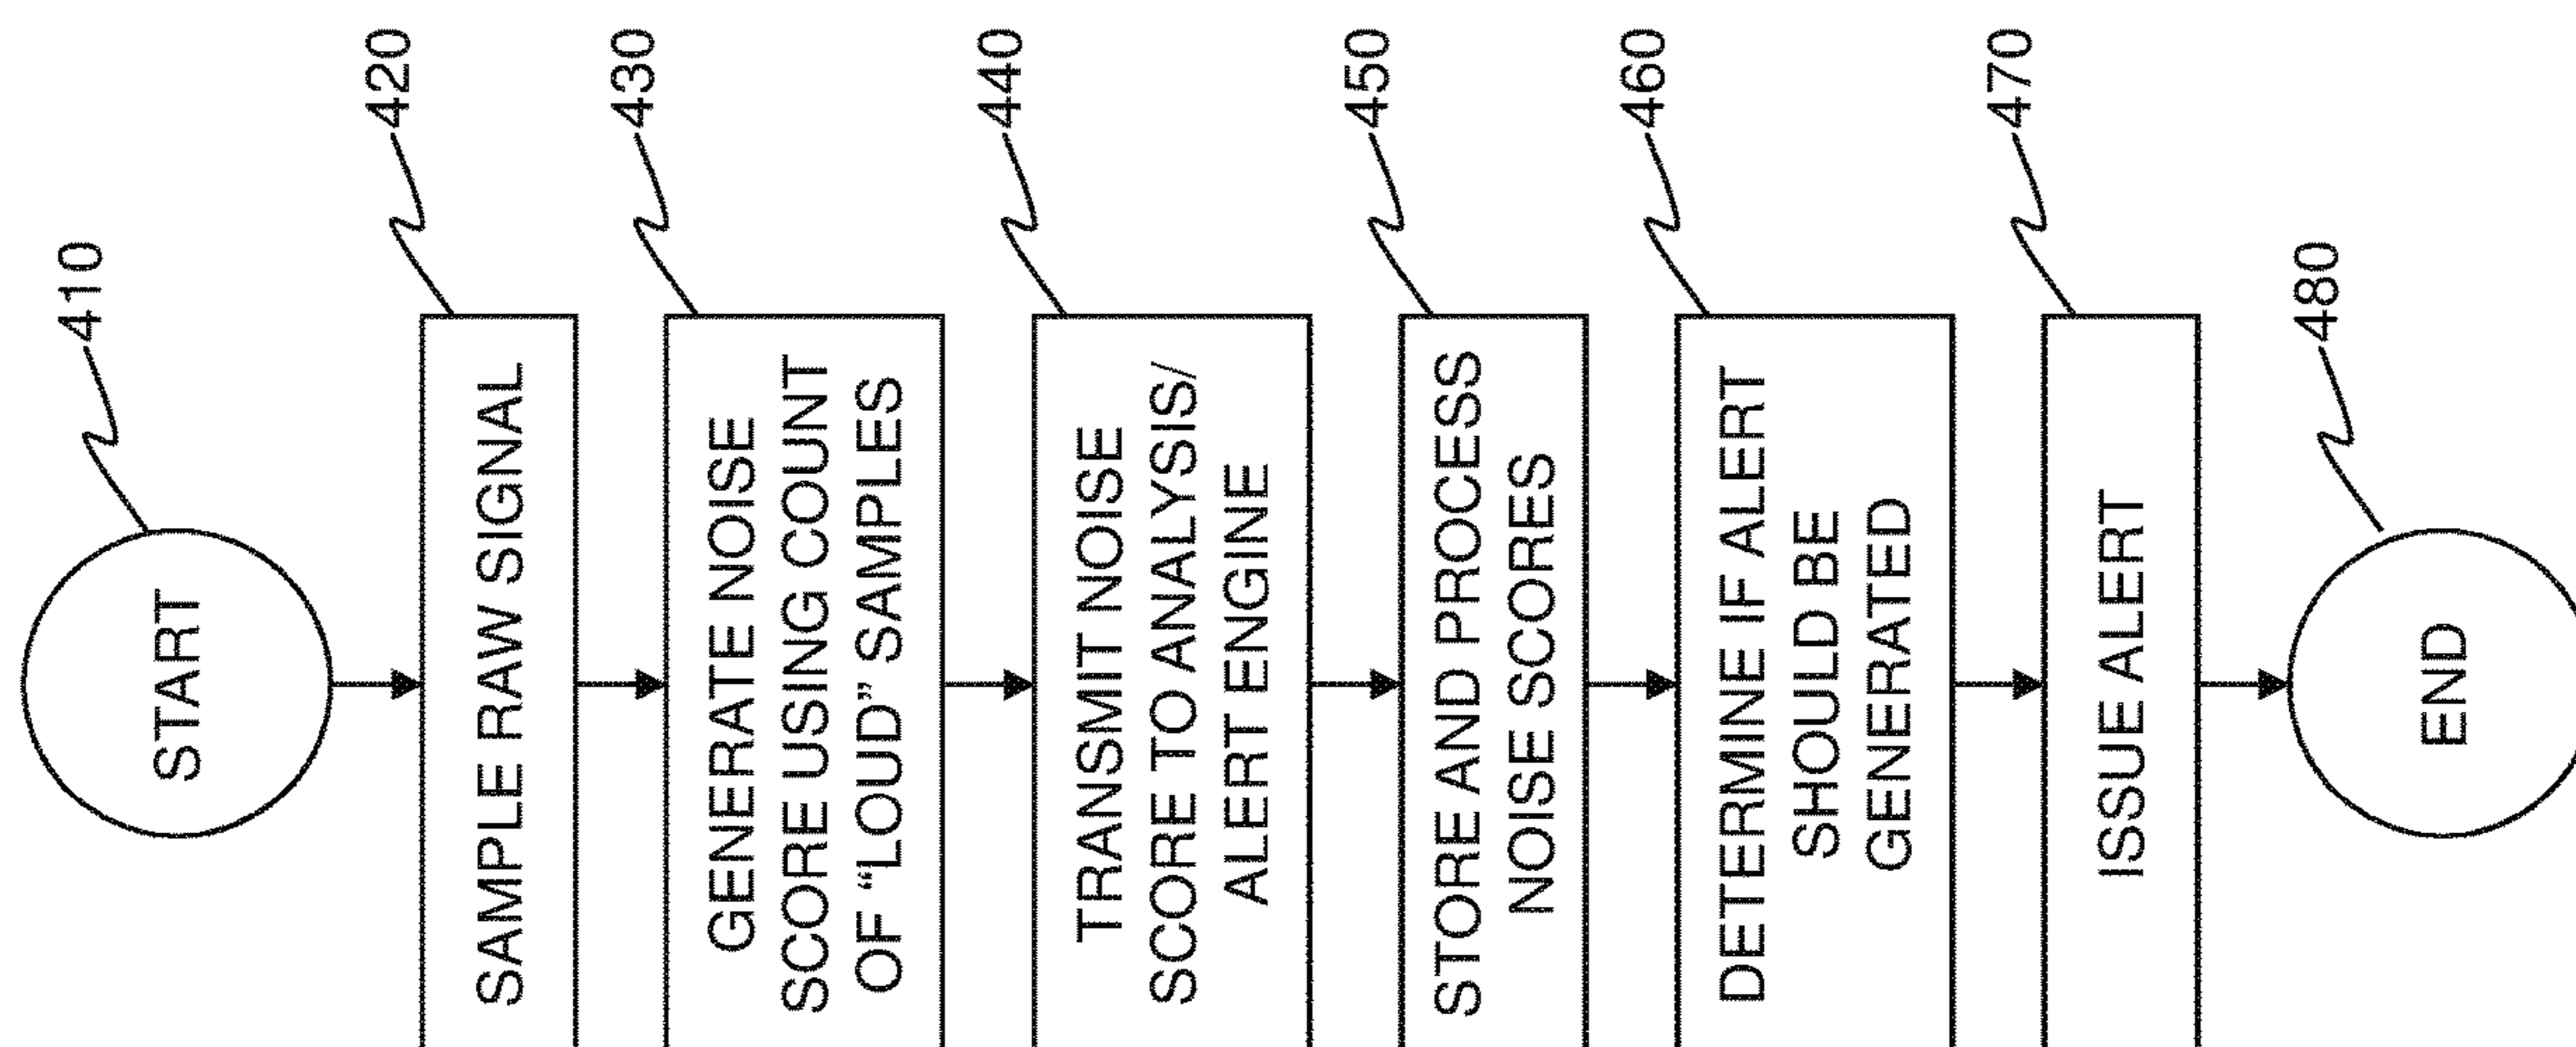 410
START
420
SAMPLE RAW SIGNAL
430
GENERATE NOISE
SCORE USING COUNT
OF “LOUD” SAMPLES
440
TRANSMIT NOISE
SCORE TO ANALYSIS/
ALERT ENGINE
450
STORE AND PROCESS
NOISE SCORES
460
DETERMINE IF ALERT
SHOULD BE
GENERATED
470
ISSUE ALERT
480
END